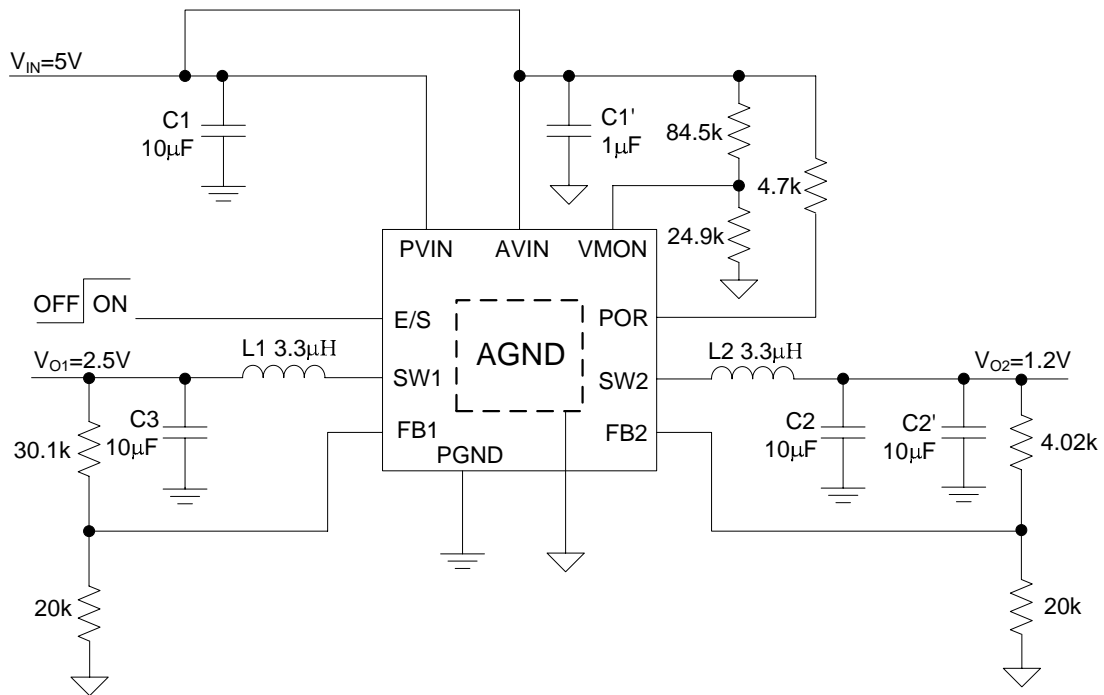 V_IN=5V
C1
10μF
C1'
1μF
84.5k
4.7k
24.9k
PVIN AVIN VMON
OFF ON
E/S
POR
AGND
V_O1=2.5V
L1 3.3μH
SW1
SW2
L2 3.3μH
V_O2=1.2V
C3
10μF
30.1k
FB1
FB2
PGND
C2
10μF
C2'
10μF
4.02k
20k
20k